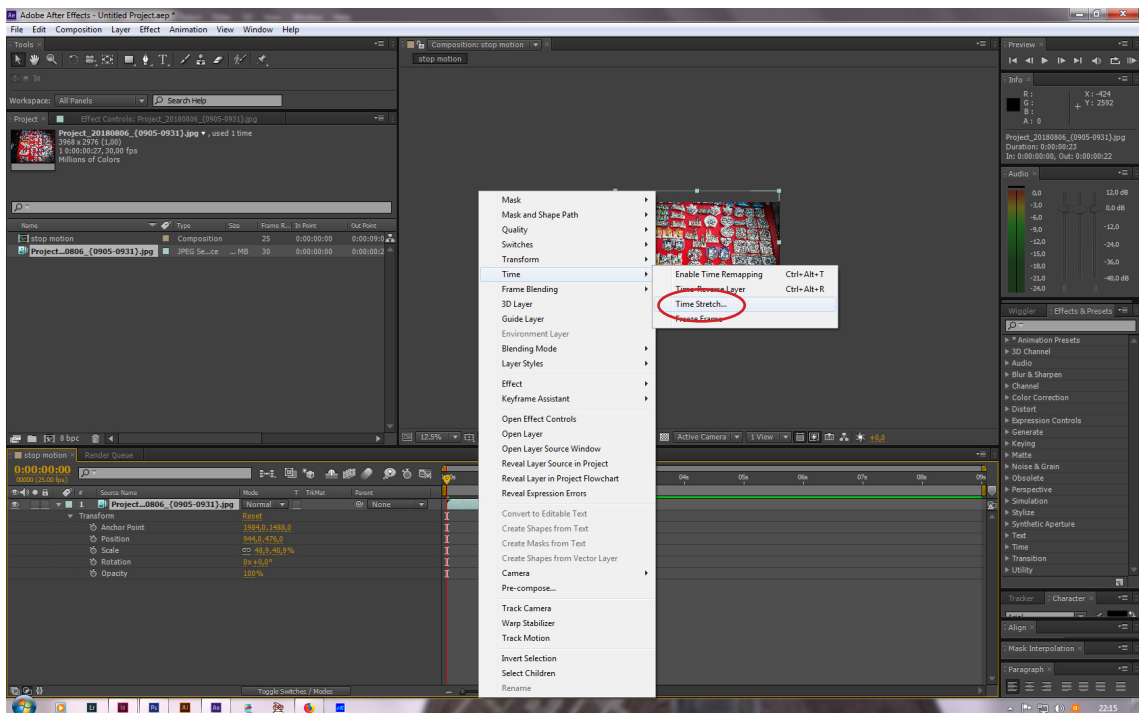 Adobe After Effects - Untitled Project.aep *
File Edit Composition Layer Effect Animation View Window Help
Tools
Workspace: All Panels Search Help
Project Effect Controls: Project_20180806_{0905-0931}.jpg
Project_20180806_{0905-0931}.jpg , used 1 time
3968 x 2976 (1,00)
1 0:00:00:27, 30,00 fps
Millions of Colors
Name Type Size Frame R... In Point Out Point
stop motion Composition 25 0:00:00:00 0:00:09:0
Project...0806_{0905-0931}.jpg JPEG Se...ce ... MB 30 0:00:00:00 0:00:00:2
8 bpc
Composition: stop motion
stop motion
12.5%
Active Camera 1 View +0,0
Mask
Mask and Shape Path
Quality
Switches
Transform
Time
Frame Blending
3D Layer
Guide Layer
Environment Layer
Blending Mode
Layer Styles
Effect
Keyframe Assistant
Open Effect Controls
Open Layer
Open Layer Source Window
Reveal Layer Source in Project
Reveal Layer in Project Flowchart
Reveal Expression Errors
Convert to Editable Text
Create Shapes from Text
Create Masks from Text
Create Shapes from Vector Layer
Camera
Pre-compose...
Track Camera
Warp Stabilizer
Track Motion
Invert Selection
Select Children
Rename
Enable Time Remapping Ctrl+Alt+T
Time-Reverse Layer Ctrl+Alt+R
Time Stretch...
Freeze Frame
Preview
Info
R : X : -424
G : Y : 2592
B :
A : 0
Project_20180806_{0905-0931}.jpg
Duration: 0:00:00:23
In: 0:00:00:00, Out: 0:00:00:22
Audio
0,0 12,0 dB
-3,0 0,0 dB
-6,0
-9,0 -12,0
-12,0 -24,0
-15,0
-18,0 -36,0
-21,0 -48,0 dB
-24,0 0 0
Wiggler Effects & Presets
* Animation Presets
3D Channel
Audio
Blur & Sharpen
Channel
Color Correction
Distort
Expression Controls
Generate
Keying
Matte
Noise & Grain
Obsolete
Perspective
Simulation
Stylize
Synthetic Aperture
Text
Time
Transition
Utility
Tracker Character
Align
Mask Interpolation
Paragraph
stop motion Render Queue
0:00:00:00
00000 (25.00 fps)
# Source Name Mode T TrkMat Parent
1 Project...0806_{0905-0931}.jpg Normal None
Transform Reset
Anchor Point 1984,0,1488,0
Position 944,0,476,0
Scale 48,9,40,9%
Rotation 0x+0,0°
Opacity 100%
04s 05s 06s 07s 08s 09s
Toggle Switches / Modes
Lr Id Ps Ai Ae
22:15